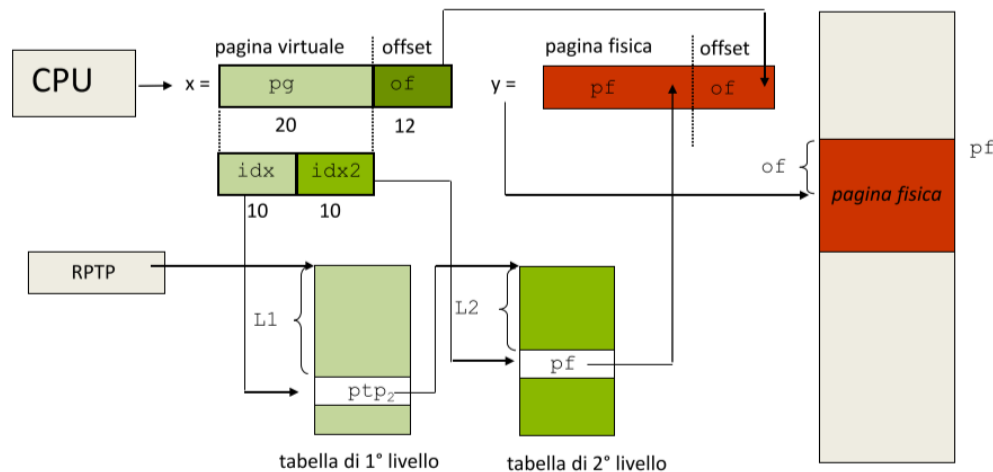 pagina virtuale offset
pagina fisica offset
CPU
x = pg of
y = pf of
20 12
idx idx2
10 10
of
pf
pagina fisica
RPTP
L1
L2
ptp₂
pf
tabella di 1° livello
tabella di 2° livello